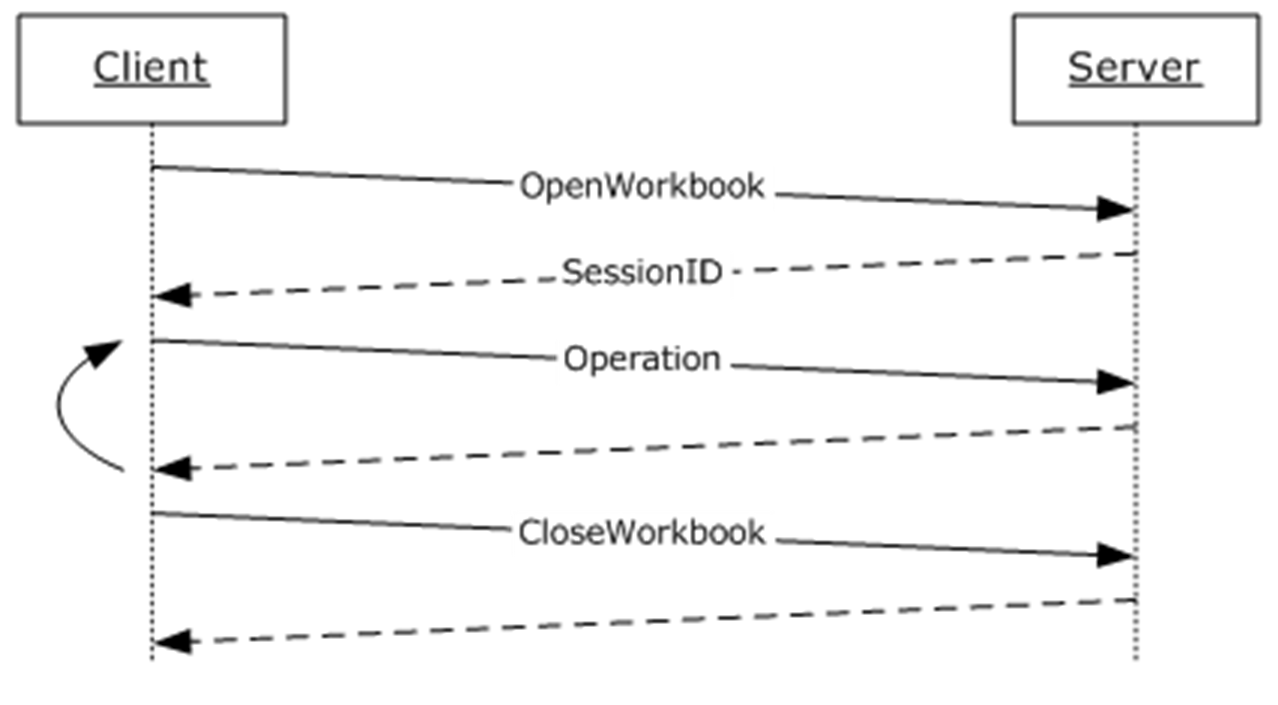 Client
Server
OpenWorkbook
SessionID
Operation
CloseWorkbook